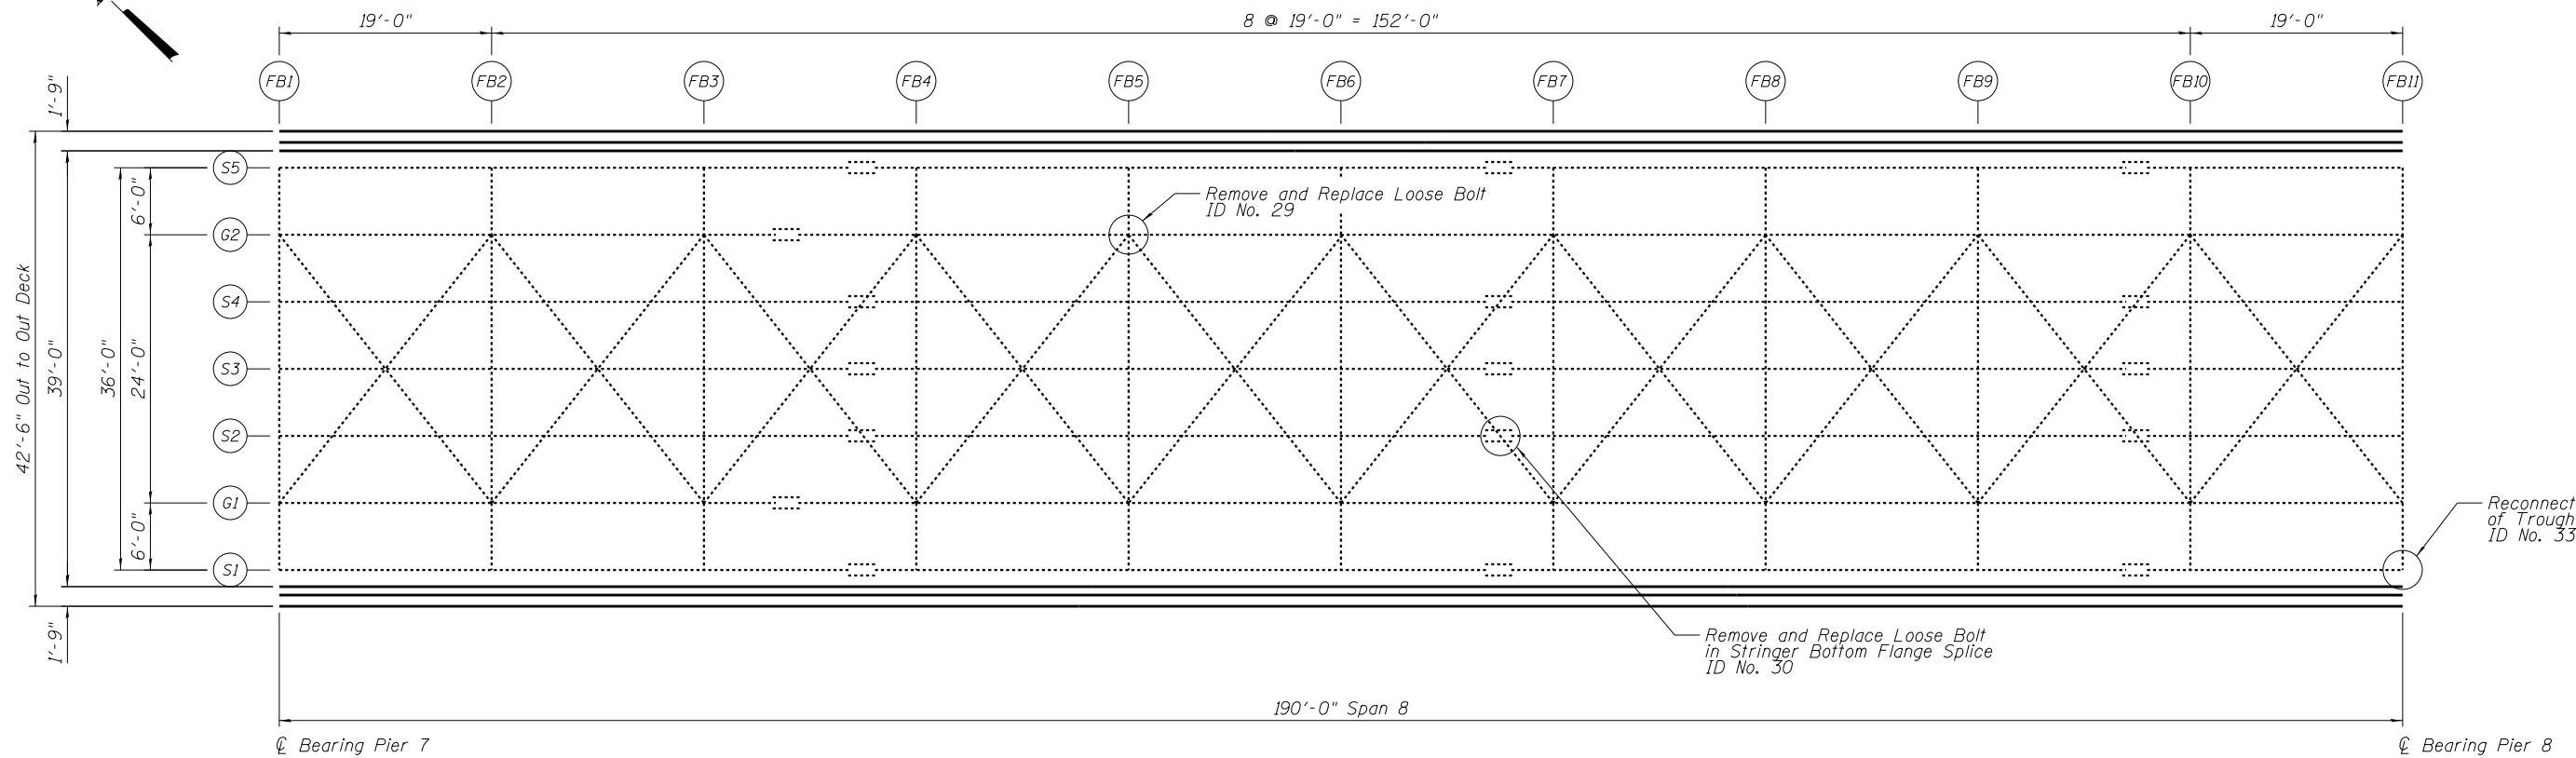 19'-0"
8 @ 19'-0" = 152'-0"
19'-0"
FB1
FB2
FB3
FB4
FB5
FB6
FB7
FB8
FB9
FB10
FB11
1'-9"
S5
G2
S4
S3
S2
G1
S1
6'-0"
24'-0"
6'-0"
36'-0"
39'-0"
42'-6" Out to Out Deck
1'-9"
Remove and Replace Loose Bolt
ID No. 29
Reconnect
of Trough
ID No. 33
Remove and Replace Loose Bolt
in Stringer Bottom Flange Splice
ID No. 30
190'-0" Span 8
℄ Bearing Pier 7
℄ Bearing Pier 8